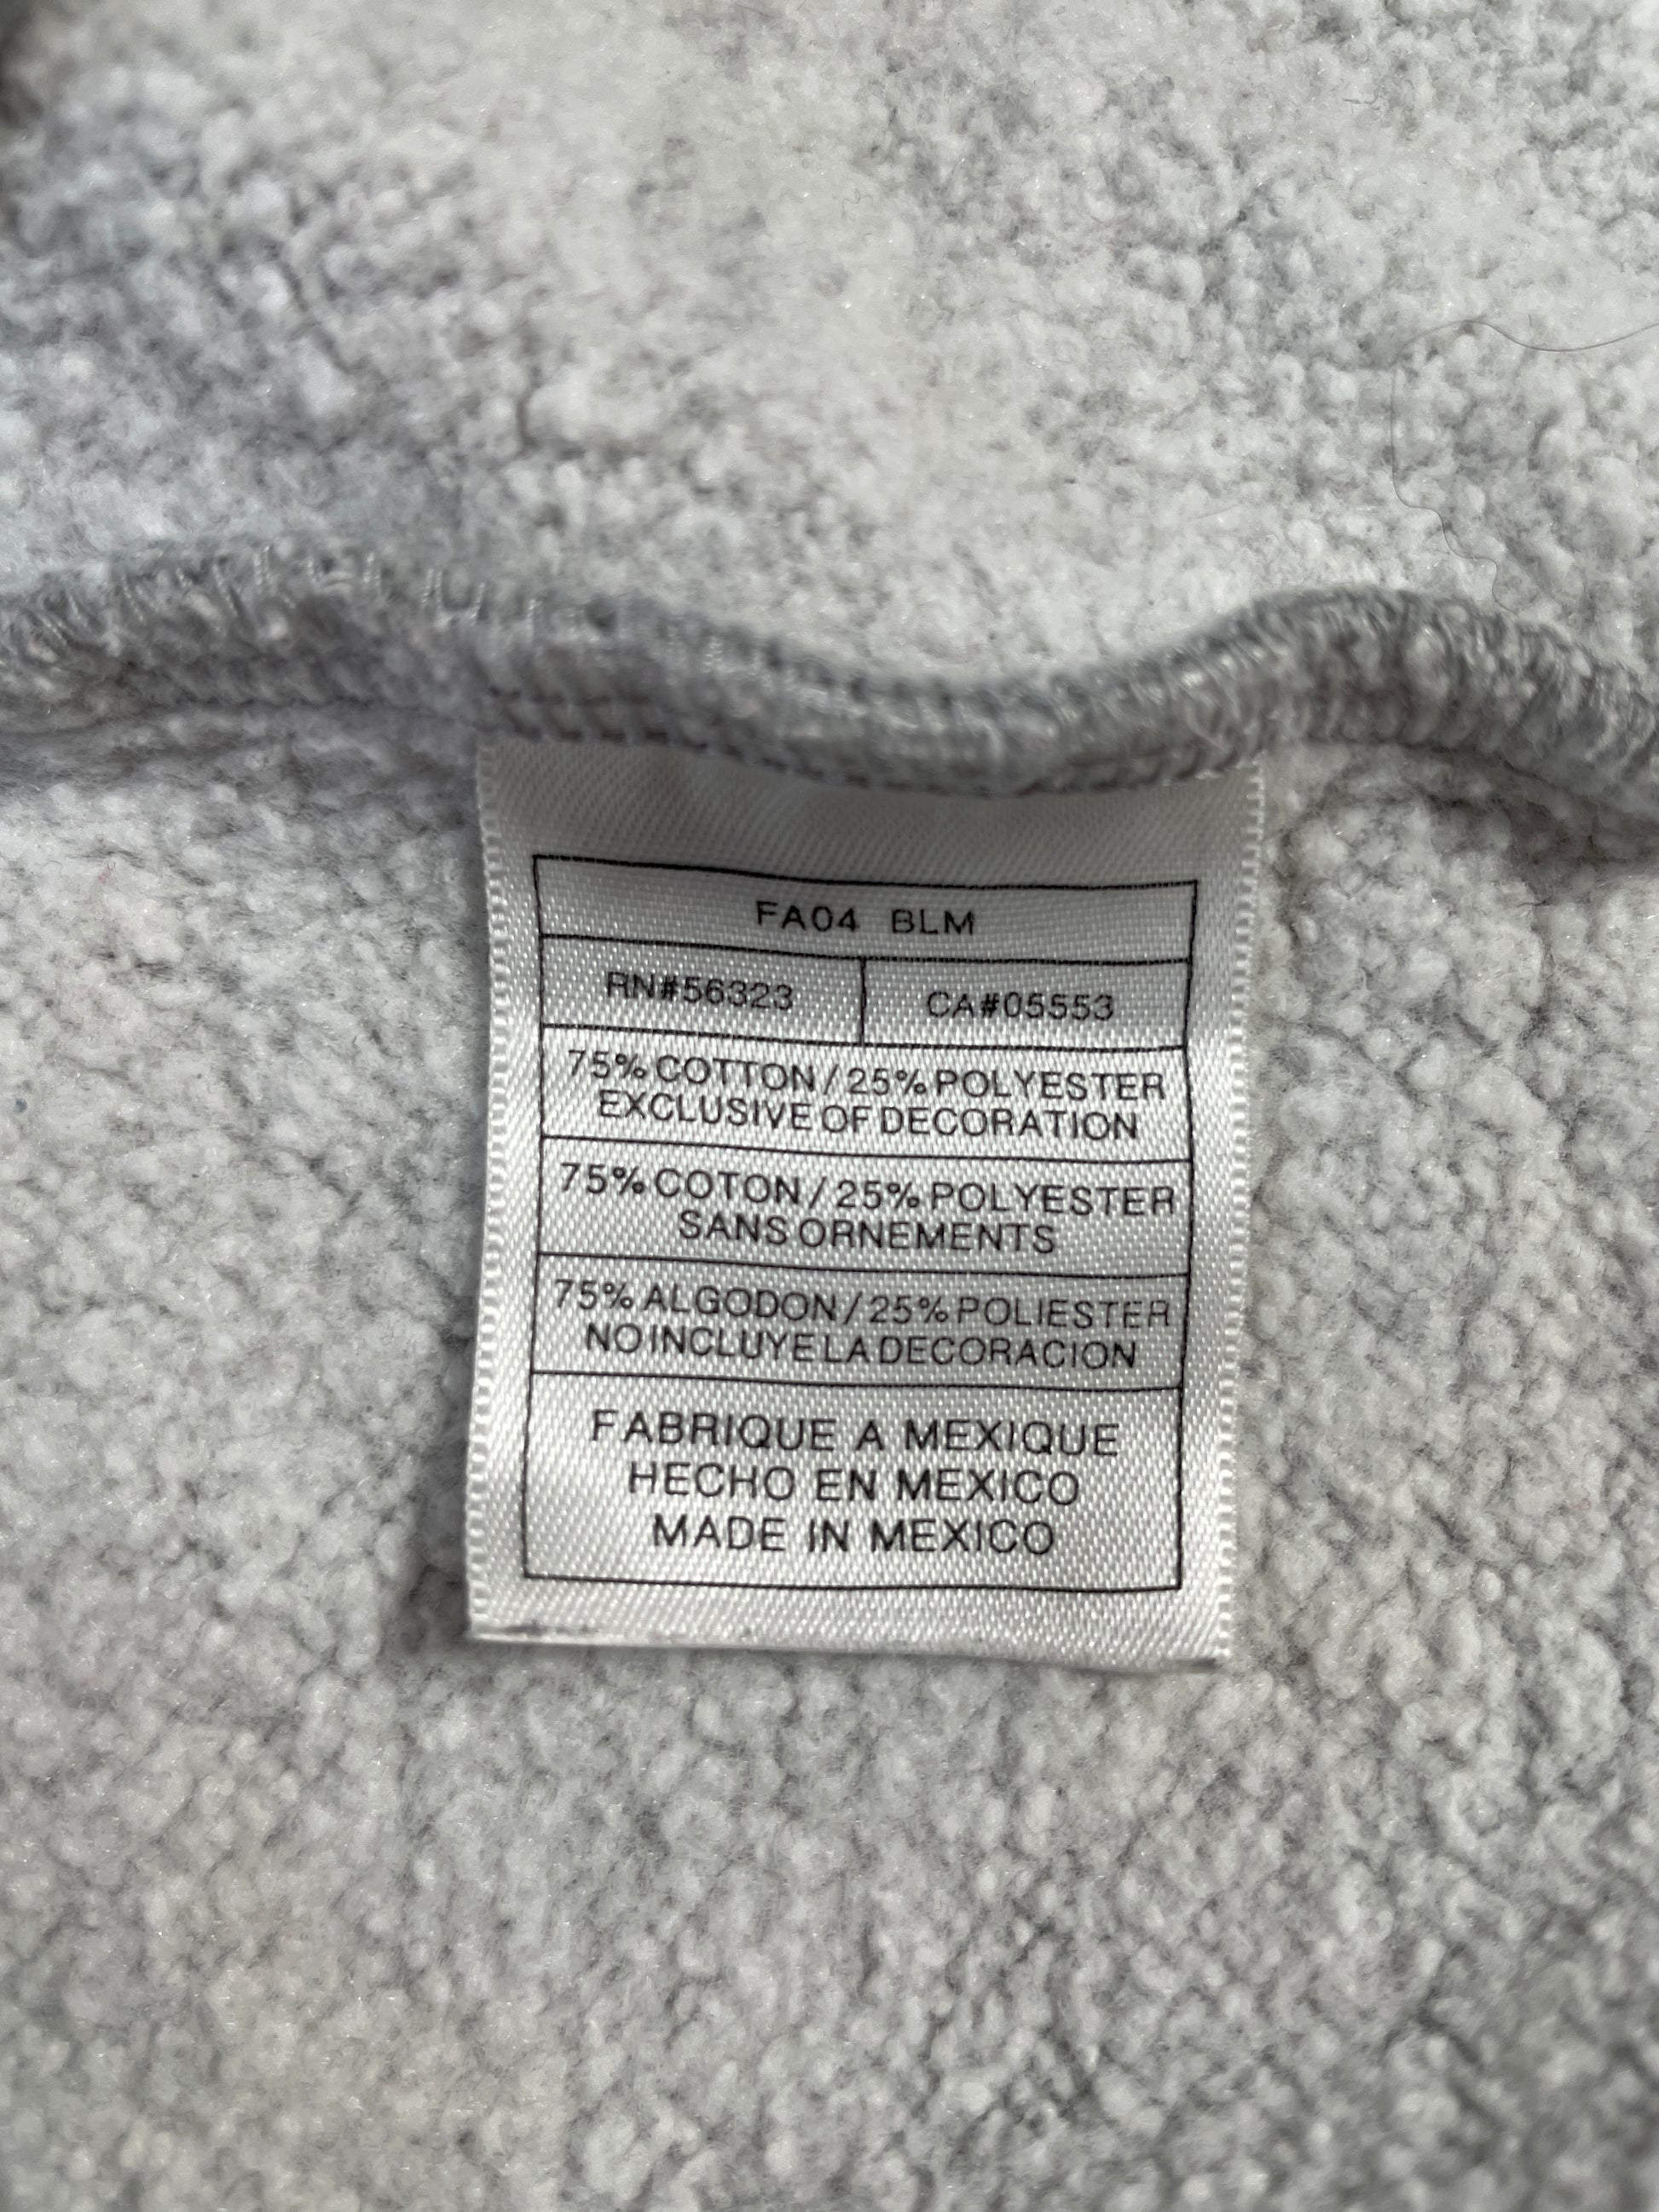 FA04 BLM
RN#56323 CA#05553
75% COTTON / 25% POLYESTER
EXCLUSIVE OF DECORATION
75% COTON / 25% POLYESTER
SANS ORNEMENTS
75% ALGODON / 25% POLIESTER
NO INCLUYE LA DECORACION
FABRIQUE A MEXIQUE
HECHO EN MEXICO
MADE IN MEXICO